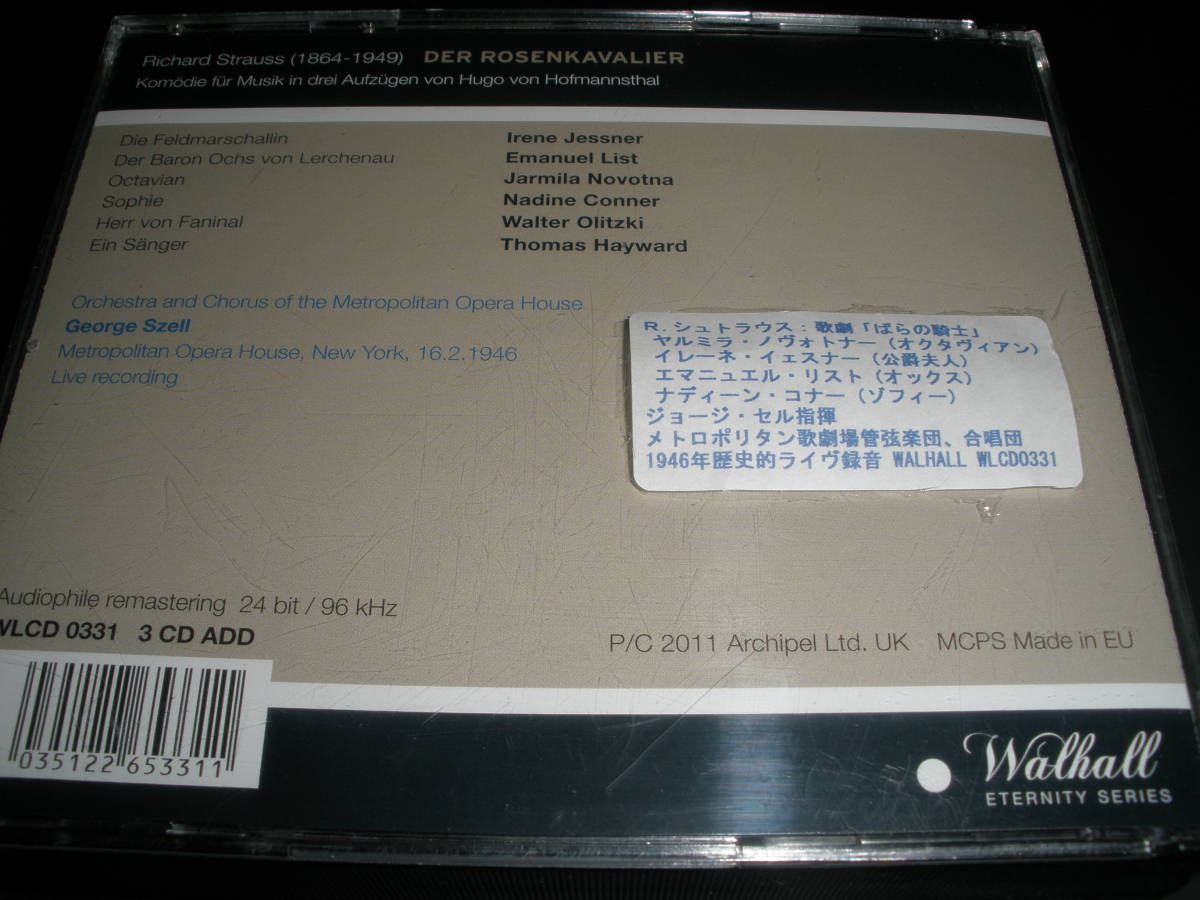 Richard Strauss (1864-1949) DER ROSENKAVALIER
Komödie für Musik in drei Aufzügen von Hugo von Hofmannsthal
Die Feldmarschallin Irene Jessner
Der Baron Ochs von Lerchenau Emanuel List
Octavian Jarmila Novotna
Sophie Nadine Conner
Herr von Faninal Walter Olitzki
Ein Sänger Thomas Hayward
Orchestra and Chorus of the Metropolitan Opera House
George Szell
Metropolitan Opera House, New York, 16.2.1946
Live recording
R.シュトラウス:歌劇「ばらの騎士」
ヤルミラ・ノヴォトナー(オクタヴィアン)
イレーネ・イェスナー(公爵夫人)
エマニュエル・リスト(オックス)
ナディーン・コナー(ゾフィー)
ジョージ・セル指揮
メトロポリタン歌劇場管弦楽団、合唱団
1946年歴史的ライヴ録音 WALHALL WLCD0331
Audiophile remastering 24 bit / 96 kHz
WLCD 0331 3 CD ADD
P/C 2011 Archipel Ltd. UK MCPS Made in EU
035122 653311
Walhall
ETERNITY SERIES